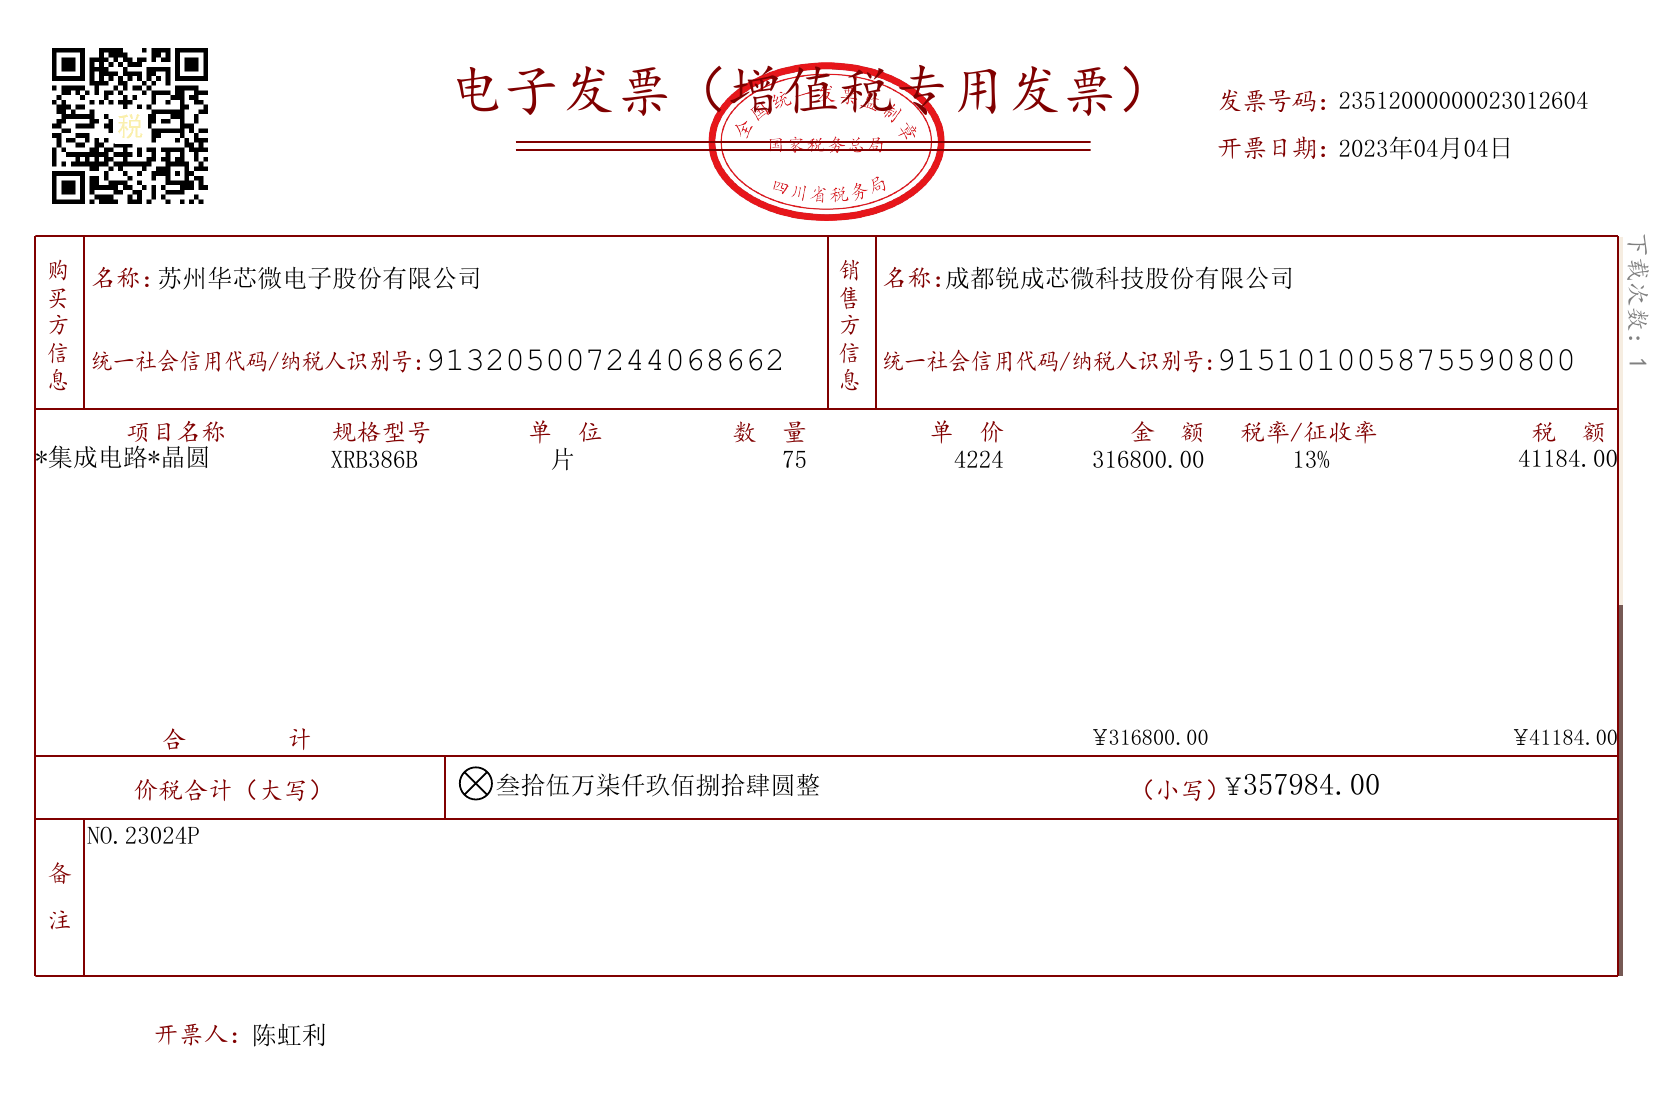 税
电子发票（增值税专用发票）
全国统一发票监制章
国家税务总局
四川省税务局
发票号码：23512000000023012604
开票日期：2023年04月04日
下载次数：1
购买方信息
名称：苏州华芯微电子股份有限公司
统一社会信用代码/纳税人识别号：913205007244068662
销售方信息
名称：成都锐成芯微科技股份有限公司
统一社会信用代码/纳税人识别号：915101005875590800
项目名称 规格型号 单位 数量 单价 金额 税率/征收率 税额
*集成电路*晶圆 XRB386B 片 75 4224 316800.00 13% 41184.00
合计 ¥316800.00 ¥41184.00
价税合计（大写） ⊗叁拾伍万柒仟玖佰捌拾肆圆整 （小写）¥357984.00
备注
NO.23024P
开票人：陈虹利